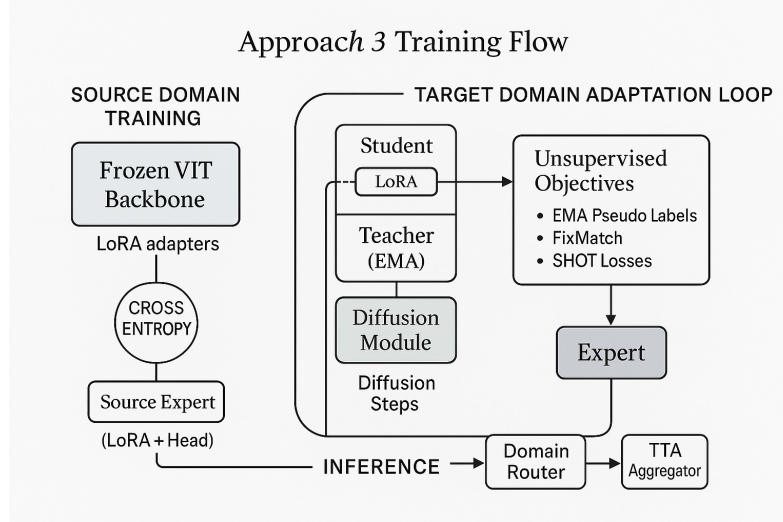 Approach 3 Training Flow
SOURCE DOMAIN
TRAINING
Frozen VIT
Backbone
LoRA adapters
CROSS
ENTROPY
Source Expert
(LoRA + Head)
TARGET DOMAIN ADAPTATION LOOP
Student
LoRA
Teacher
(EMA)
Diffusion
Module
Diffusion
Steps
Unsupervised
Objectives
• EMA Pseudo Labels
• FixMatch
• SHOT Losses
Expert
INFERENCE
Domain
Router
TTA
Aggregator